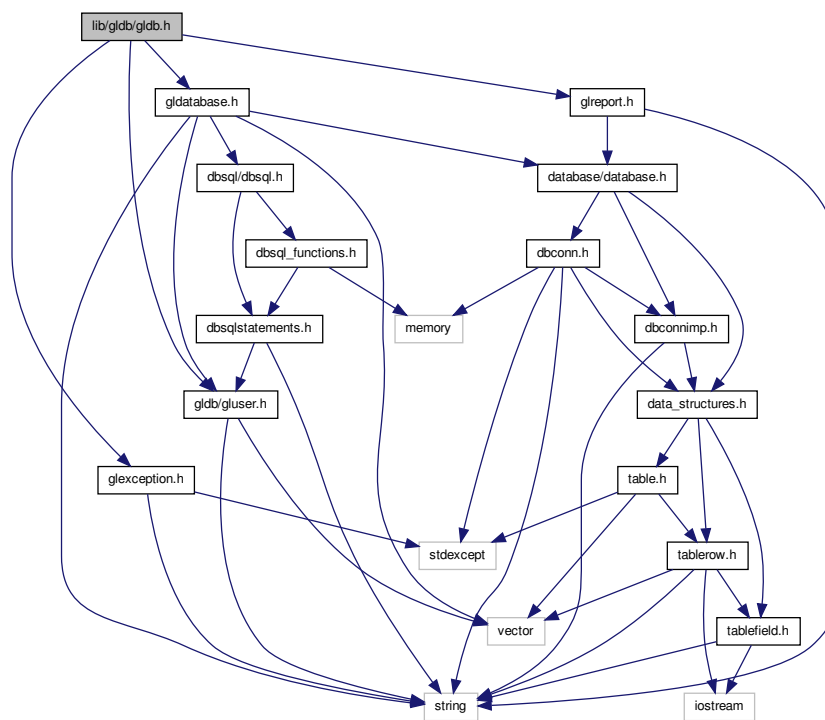 lib/gldb/gldb.h
gldatabase.h
glreport.h
dbsql/dbsql.h
database/database.h
dbsql_functions.h
dbconn.h
dbsqlstatements.h
memory
dbconnimp.h
gldb/gluser.h
data_structures.h
glexception.h
table.h
stdexcept
tablerow.h
vector
tablefield.h
string
iostream